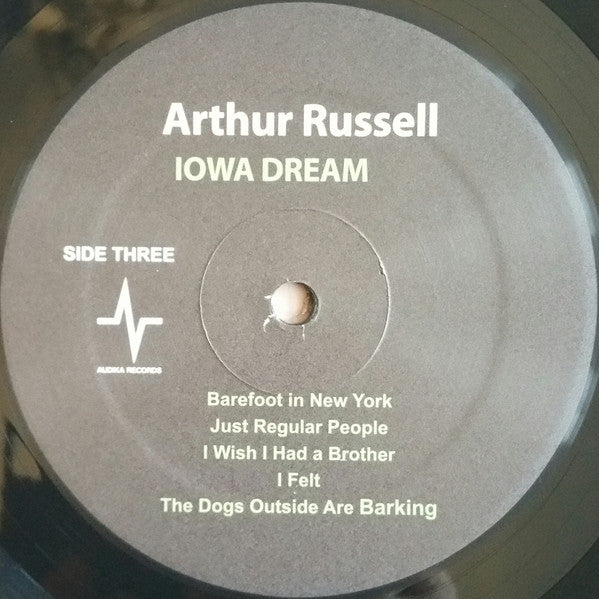 Arthur Russell
IOWA DREAM
SIDE THREE
AUDIKA RECORDS
Barefoot in New York
Just Regular People
I Wish I Had a Brother
I Felt
The Dogs Outside Are Barking